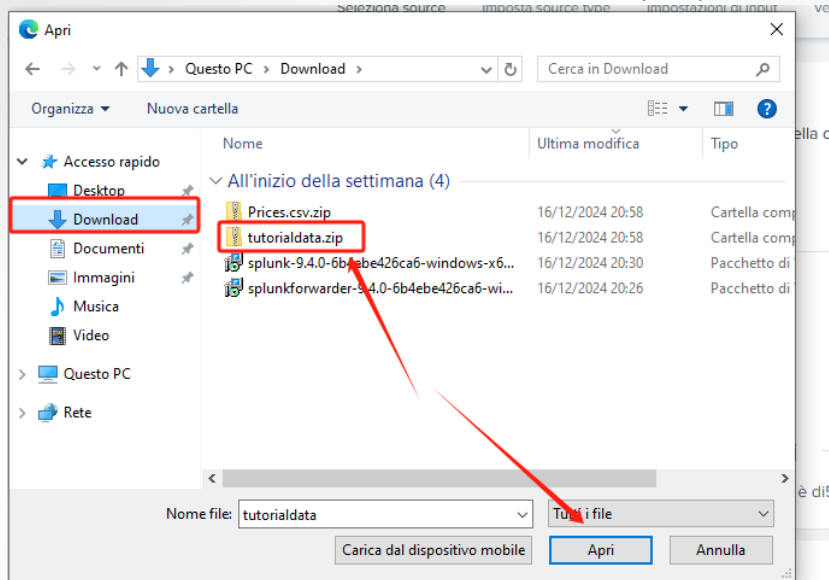 Seleziona source Imposta source type Impostazioni di input
Apri
Questo PC > Download >
Cerca in Download
Organizza
Nuova cartella
Nome
Ultima modifica
Tipo
ella c
Accesso rapido
Desktop
Download
Documenti
Immagini
Musica
Video
Questo PC
Rete
All'inizio della settimana (4)
Prices.csv.zip 16/12/2024 20:58 Cartella comp
tutorialdata.zip 16/12/2024 20:58 Cartella comp
splunk-9.4.0-6b4ebe426ca6-windows-x6... 16/12/2024 20:30 Pacchetto di
splunkforwarder-9.4.0-6b4ebe426ca6-wi... 16/12/2024 20:26 Pacchetto di
è di5
Nome file: tutorialdata
Tutti i file
Carica dal dispositivo mobile
Apri
Annulla